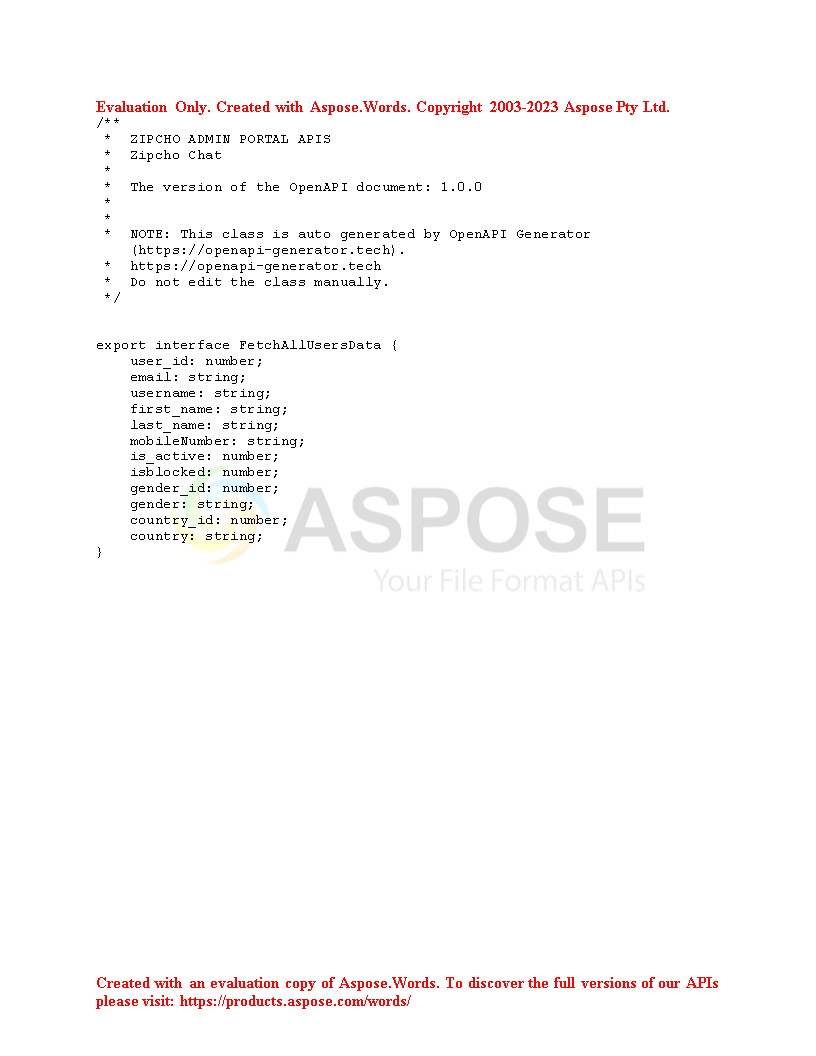 Evaluation Only. Created with Aspose.Words. Copyright 2003-2023 Aspose Pty Ltd.
/**
 *  ZIPCHO ADMIN PORTAL APIS
 *  Zipcho Chat
 *
 *  The version of the OpenAPI document: 1.0.0
 *
 *
 *  NOTE: This class is auto generated by OpenAPI Generator
    (https://openapi-generator.tech).
 *  https://openapi-generator.tech
 *  Do not edit the class manually.
 */
export interface FetchAllUsersData {
    user_id: number;
    email: string;
    username: string;
    first_name: string;
    last_name: string;
    mobileNumber: string;
    is_active: number;
    isblocked: number;
    gender_id: number;
    gender: string;
    country_id: number;
    country: string;
}
ASPOSE
Your File Format APIs
Created with an evaluation copy of Aspose.Words. To discover the full versions of our APIs
please visit: https://products.aspose.com/words/